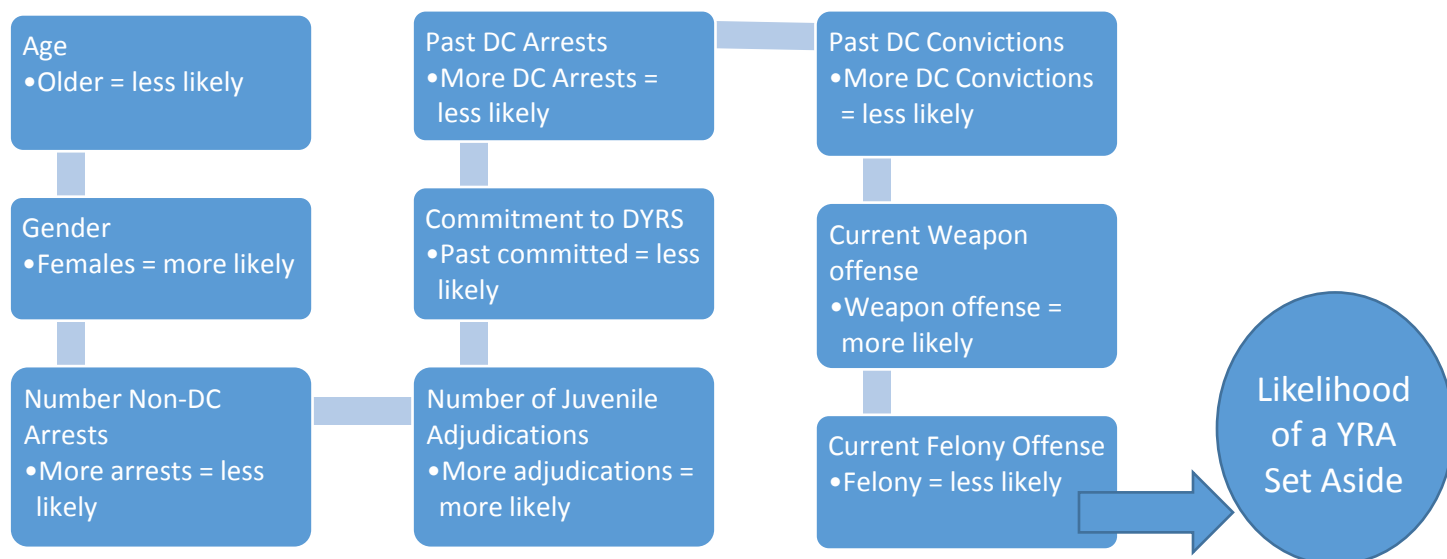 Age
•Older = less likely
Gender
•Females = more likely
Number Non-DC
Arrests
•More arrests = less
likely
Number of Juvenile
Adjudications
•More adjudications =
more likely
Commitment to DYRS
•Past committed = less
likely
Past DC Arrests
•More DC Arrests =
less likely
Past DC Convictions
•More DC Convictions
= less likely
Current Weapon
offense
•Weapon offense =
more likely
Current Felony Offense
•Felony = less likely
Likelihood
of a YRA
Set Aside